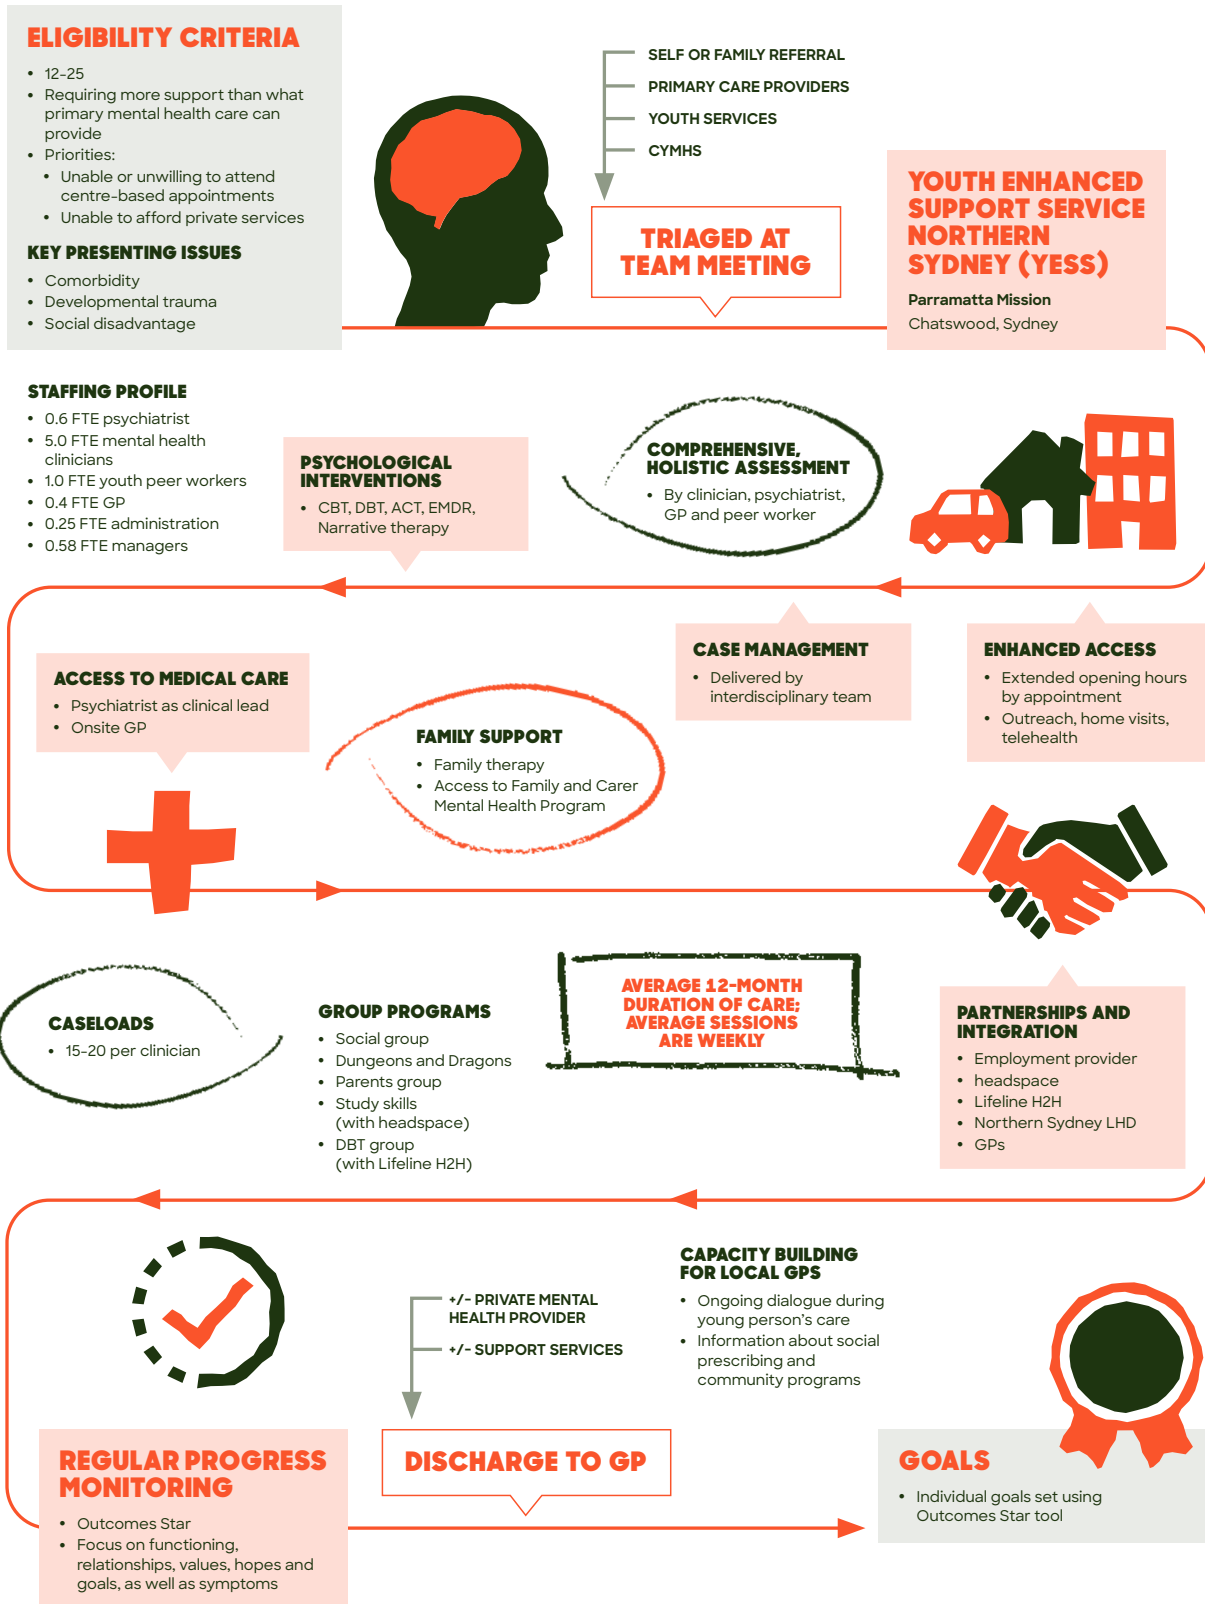 ELIGIBILITY CRITERIA
• 12-25
• Requiring more support than what
primary mental health care can
provide
• Priorities:
• Unable or unwilling to attend
centre-based appointments
• Unable to afford private services
KEY PRESENTING ISSUES
• Comorbidity
• Developmental trauma
• Social disadvantage
SELF OR FAMILY REFERRAL
PRIMARY CARE PROVIDERS
YOUTH SERVICES
CYMHS
TRIAGED AT
TEAM MEETING
YOUTH ENHANCED
SUPPORT SERVICE
NORTHERN
SYDNEY (YESS)
Parramatta Mission
Chatswood, Sydney
STAFFING PROFILE
• 0.6 FTE psychiatrist
• 5.0 FTE mental health
clinicians
• 1.0 FTE youth peer workers
• 0.4 FTE GP
• 0.25 FTE administration
• 0.58 FTE managers
PSYCHOLOGICAL
INTERVENTIONS
• CBT, DBT, ACT, EMDR,
Narrative therapy
COMPREHENSIVE,
HOLISTIC ASSESSMENT
• By clinician, psychiatrist,
GP and peer worker
ACCESS TO MEDICAL CARE
• Psychiatrist as clinical lead
• Onsite GP
FAMILY SUPPORT
• Family therapy
• Access to Family and Carer
Mental Health Program
CASE MANAGEMENT
• Delivered by
interdisciplinary team
ENHANCED ACCESS
• Extended opening hours
by appointment
• Outreach, home visits,
telehealth
CASELOADS
• 15-20 per clinician
GROUP PROGRAMS
• Social group
• Dungeons and Dragons
• Parents group
• Study skills
(with headspace)
• DBT group
(with Lifeline H2H)
AVERAGE 12-MONTH
DURATION OF CARE;
AVERAGE SESSIONS
ARE WEEKLY
PARTNERSHIPS AND
INTEGRATION
• Employment provider
• headspace
• Lifeline H2H
• Northern Sydney LHD
• GPs
+/- PRIVATE MENTAL
HEALTH PROVIDER
+/- SUPPORT SERVICES
CAPACITY BUILDING
FOR LOCAL GPS
• Ongoing dialogue during
young person's care
• Information about social
prescribing and
community programs
REGULAR PROGRESS
MONITORING
• Outcomes Star
• Focus on functioning,
relationships, values, hopes and
goals, as well as symptoms
DISCHARGE TO GP
GOALS
• Individual goals set using
Outcomes Star tool